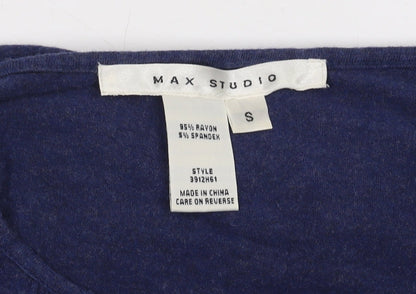 MAX STUDIO
S
95% RAYON
5% SPANDEX
STYLE
3912H61
MADE IN CHINA
CARE ON REVERSE